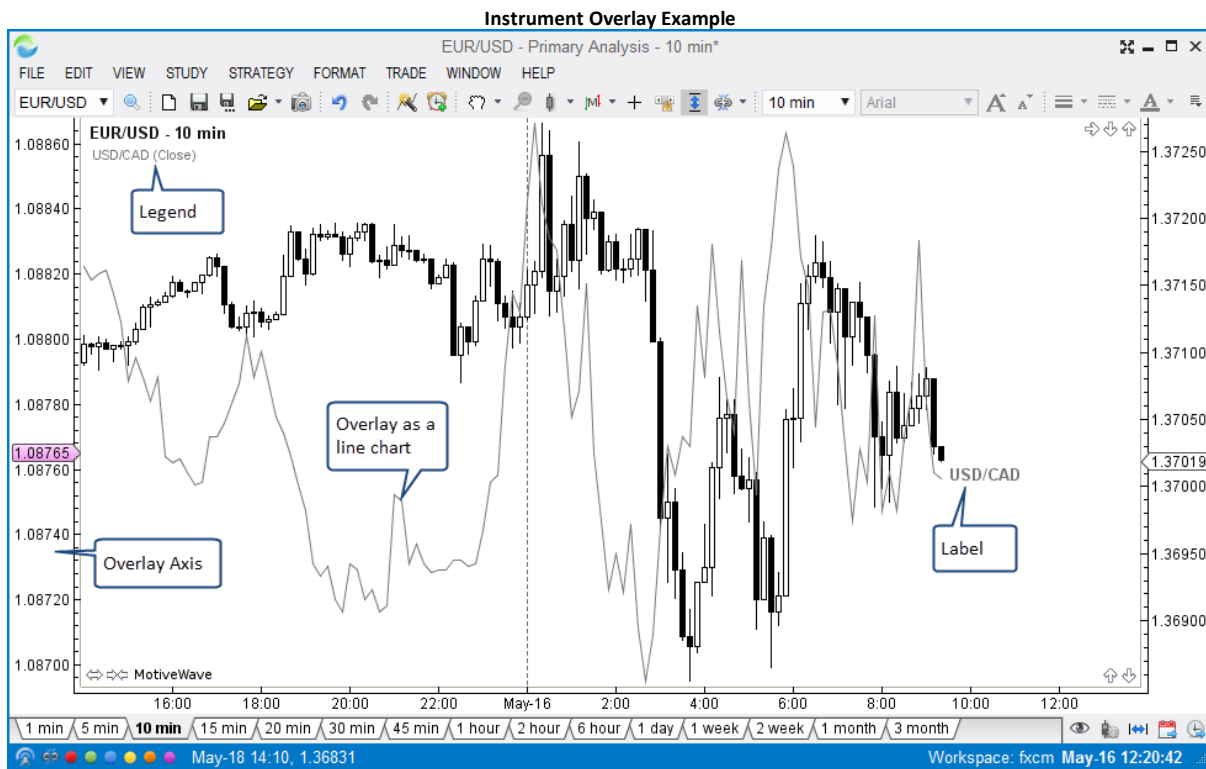 Instrument Overlay Example
EUR/USD - Primary Analysis - 10 min*
FILE EDIT VIEW STUDY STRATEGY FORMAT TRADE WINDOW HELP
EUR/USD 10 min Arial A A A
EUR/USD - 10 min
USD/CAD (Close)
Legend
Overlay as a
line chart
Overlay Axis
USD/CAD
Label
1.08860
1.08840
1.08820
1.08800
1.08780
1.08765
1.08760
1.08740
1.08720
1.08700
1.37250
1.37200
1.37150
1.37100
1.37050
1.37019
1.37000
1.36950
1.36900
MotiveWave
16:00 18:00 20:00 22:00 May-16 2:00 4:00 6:00 8:00 10:00 12:00
1 min 5 min 10 min 15 min 20 min 30 min 45 min 1 hour 2 hour 6 hour 1 day 1 week 2 week 1 month 3 month
May-18 14:10, 1.36831 Workspace: fxcm May-16 12:20:42